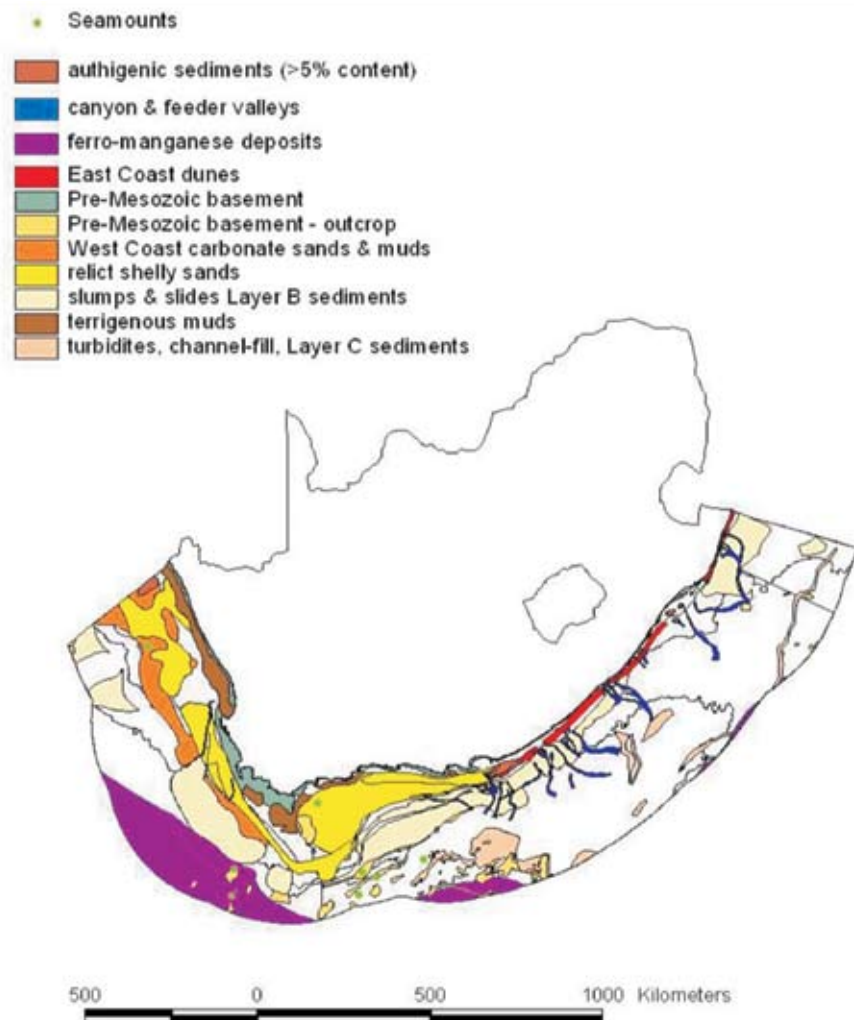 Seamounts
authigenic sediments (>5% content)
canyon & feeder valleys
ferro-manganese deposits
East Coast dunes
Pre-Mesozoic basement
Pre-Mesozoic basement - outcrop
West Coast carbonate sands & muds
relict shelly sands
slumps & slides Layer B sediments
terrigenous muds
turbidites, channel-fill, Layer C sediments
500 0 500 1000 Kilometers